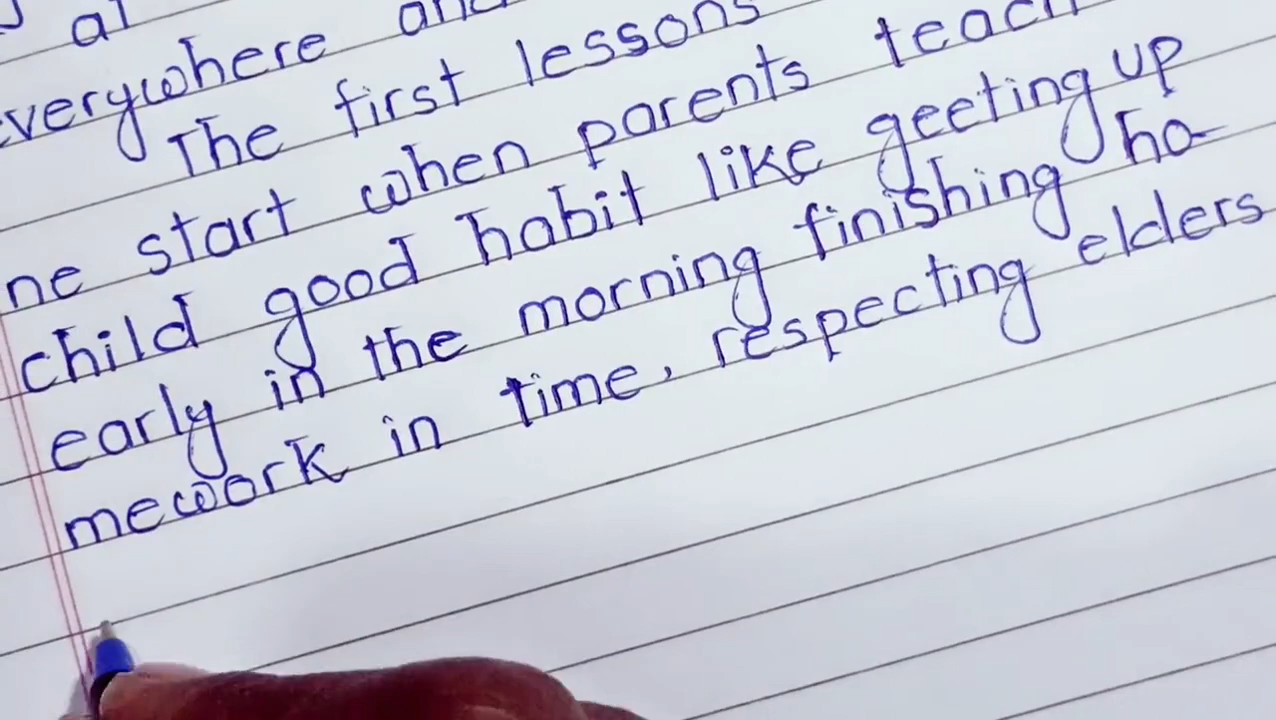 everywhere and
The first lessons
ne start when parents teach
child good habit like geeting up
early in the morning finishing ho-
mework in time, respecting elders